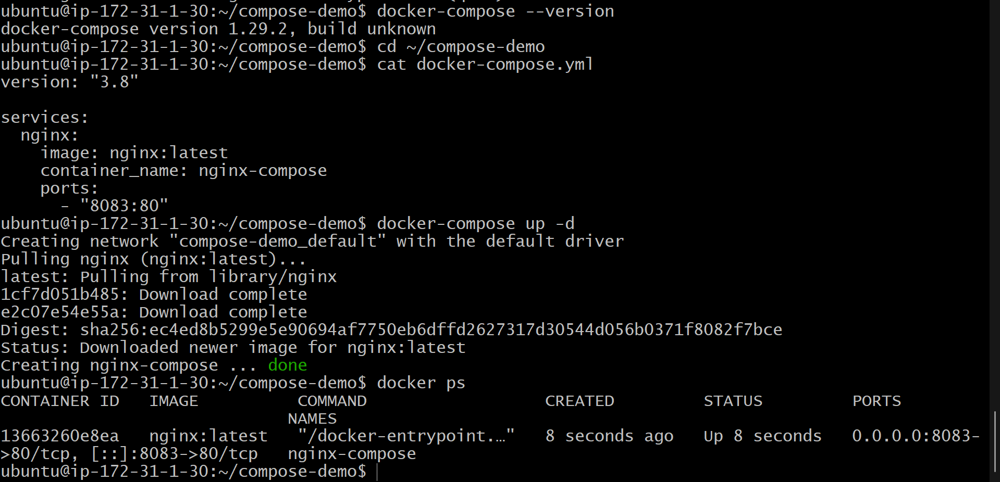 ubuntu@ip-172-31-1-30:~/compose-demo$ docker-compose --version
docker-compose version 1.29.2, build unknown
ubuntu@ip-172-31-1-30:~/compose-demo$ cd ~/compose-demo
ubuntu@ip-172-31-1-30:~/compose-demo$ cat docker-compose.yml
version: "3.8"

services:
  nginx:
    image: nginx:latest
    container_name: nginx-compose
    ports:
      - "8083:80"
ubuntu@ip-172-31-1-30:~/compose-demo$ docker-compose up -d
Creating network "compose-demo_default" with the default driver
Pulling nginx (nginx:latest)...
latest: Pulling from library/nginx
1cf7d051b485: Download complete
e2c07e54e55a: Download complete
Digest: sha256:ec4ed8b5299e5e90694af7750eb6dffd2627317d30544d056b0371f8082f7bce
Status: Downloaded newer image for nginx:latest
Creating nginx-compose ... done
ubuntu@ip-172-31-1-30:~/compose-demo$ docker ps
CONTAINER ID   IMAGE          COMMAND                  CREATED         STATUS         PORTS
                             NAMES
13663260e8ea   nginx:latest   "/docker-entrypoint.…"   8 seconds ago   Up 8 seconds   0.0.0.0:8083-
>80/tcp, [::]:8083->80/tcp   nginx-compose
ubuntu@ip-172-31-1-30:~/compose-demo$